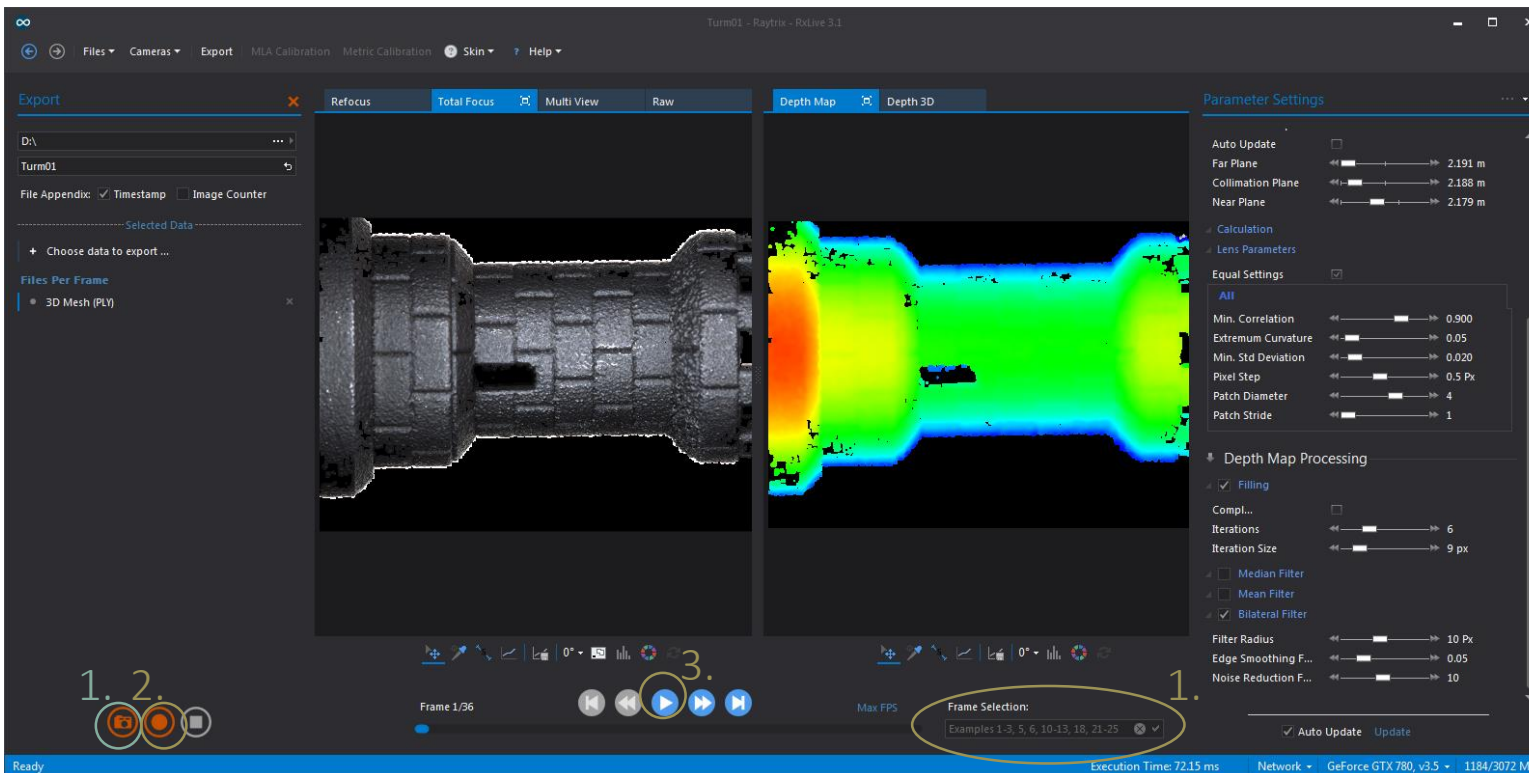 Turm01 - Raytrix - RxLive 3.1
Files Cameras Export MLA Calibration Metric Calibration Skin ? Help
Export
D:\ ...
Turm01
File Appendix: Timestamp Image Counter
Selected Data
+ Choose data to export ...
Files Per Frame
3D Mesh (PLY)
1. 2.
Refocus Total Focus Multi View Raw
0°
3.
Frame 1/36
Max FPS
Depth Map Depth 3D
0°
1.
Frame Selection:
Examples 1-3, 5, 6, 10-13, 18, 21-25
Parameter Settings ...
Auto Update
Far Plane 2.191 m
Collimation Plane 2.188 m
Near Plane 2.179 m
Calculation
Lens Parameters
Equal Settings
All
Min. Correlation 0.900
Extremum Curvature 0.05
Min. Std Deviation 0.020
Pixel Step 0.5 Px
Patch Diameter 4
Patch Stride 1
Depth Map Processing
Filling
Compl...
Iterations 6
Iteration Size 9 px
Median Filter
Mean Filter
Bilateral Filter
Filter Radius 10 Px
Edge Smoothing F... 0.05
Noise Reduction F... 10
Auto Update Update
Ready Execution Time: 72.15 ms Network GeForce GTX 780, v3.5 1184/3072 M